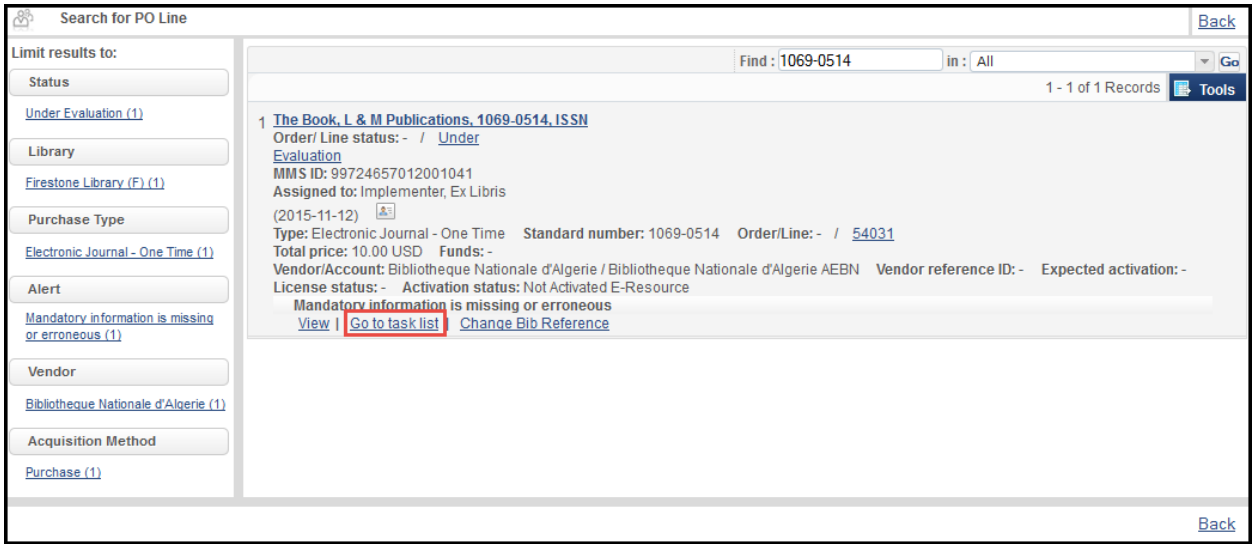 Search for PO Line
Back
Limit results to:
Status
Under Evaluation (1)
Library
Firestone Library (F) (1)
Purchase Type
Electronic Journal - One Time (1)
Alert
Mandatory information is missing
or erroneous (1)
Vendor
Bibliotheque Nationale d'Algerie (1)
Acquisition Method
Purchase (1)
Find : 1069-0514 in : All Go
1 - 1 of 1 Records Tools
1 The Book, L & M Publications, 1069-0514, ISSN
Order/ Line status: - / Under
Evaluation
MMS ID: 99724657012001041
Assigned to: Implementer, Ex Libris
(2015-11-12)
Type: Electronic Journal - One Time Standard number: 1069-0514 Order/Line: - / 54031
Total price: 10.00 USD Funds: -
Vendor/Account: Bibliotheque Nationale d'Algerie / Bibliotheque Nationale d'Algerie AEBN Vendor reference ID: - Expected activation: -
License status: - Activation status: Not Activated E-Resource
Mandatory information is missing or erroneous
View | Go to task list | Change Bib Reference
Back